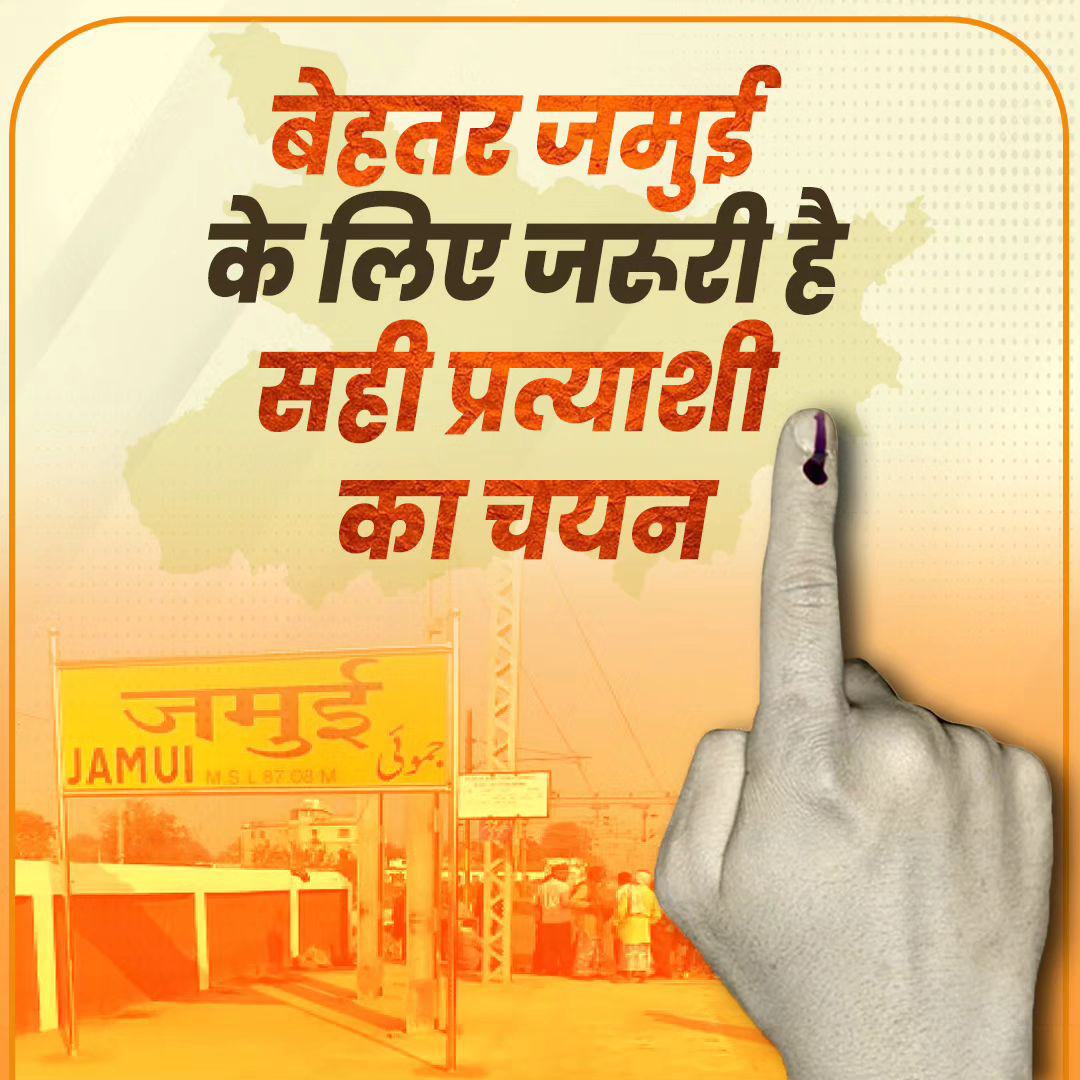 बेहतर जमुई
के लिए जरूरी है
सही प्रत्याशी
का चयन
जमुई
JAMUI M S L 87.08 M جموئی